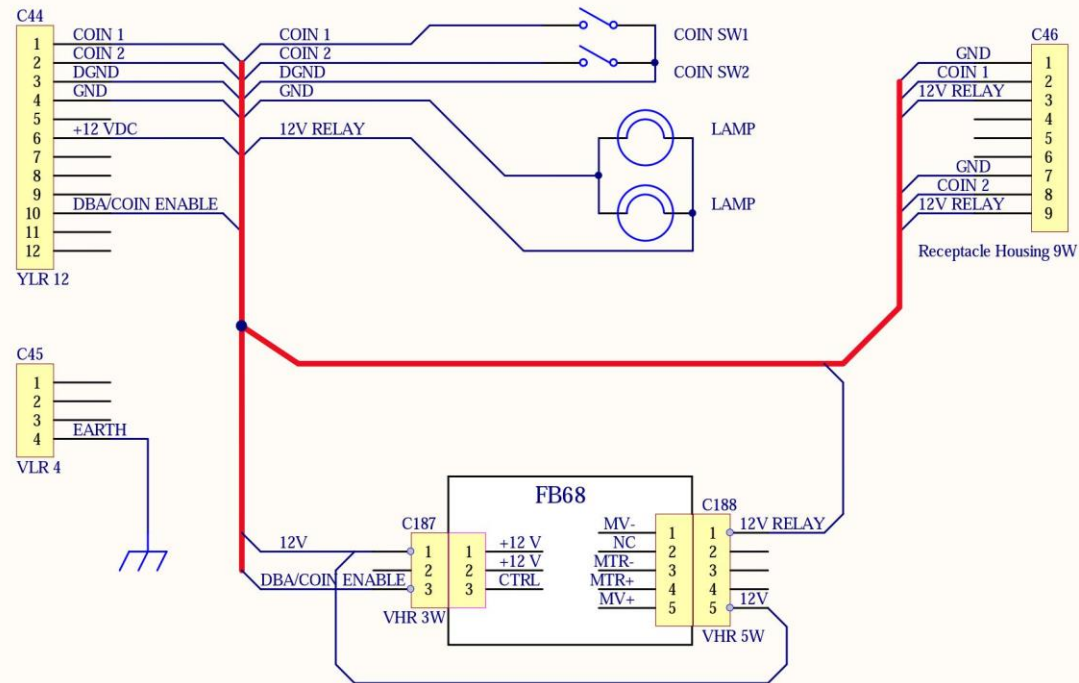 C44
1 COIN 1
2 COIN 2
3 DGND
4 GND
5
6 +12 VDC
7
8
9
10 DBA/COIN ENABLE
11
12
YLR 12
COIN 1
COIN 2
DGND
GND
12V RELAY
COIN SW1
COIN SW2
LAMP
LAMP
C46
GND 1
COIN 1 2
12V RELAY 3
4
5
6
GND 7
COIN 2 8
12V RELAY 9
Receptacle Housing 9W
C45
1
2
3
4 EARTH
VLR 4
FB68
C187
12V 1 1 +12 V
2 2 +12 V
DBA/COIN ENABLE 3 3 CTRL
VHR 3W
C188
MV- 1 1 12V RELAY
NC 2 2
MTR- 3 3
MTR+ 4 4
MV+ 5 5 12V
VHR 5W